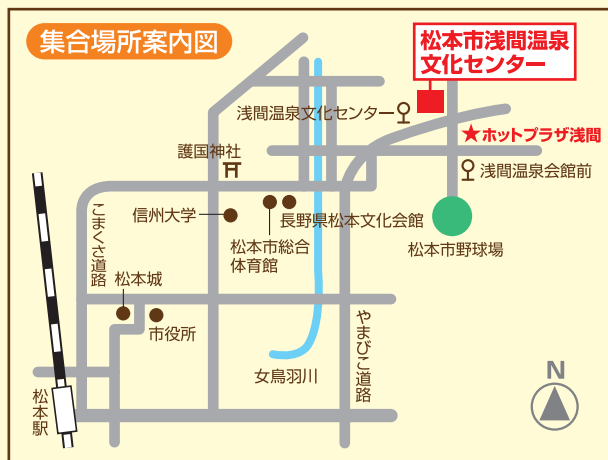 集合場所案内図
松本市浅間温泉
文化センター
浅間温泉文化センター
★ホットプラザ浅間
護国神社
浅間温泉会館前
信州大学
長野県松本文化会館
松本市総合
体育館
松本市野球場
こまくさ道路
松本城
市役所
やまびこ道路
女鳥羽川
松本駅
N